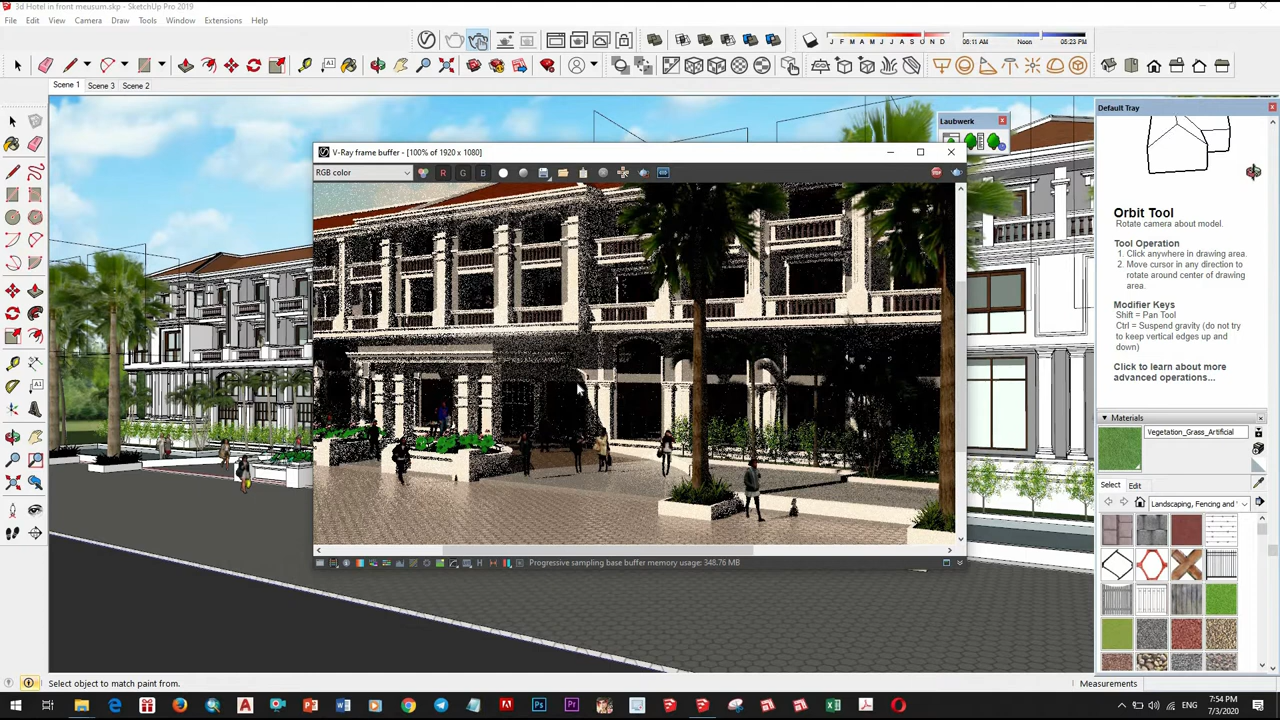 3d Hotel in front meusum.skp - SketchUp Pro 2019
File Edit View Camera Draw Tools Window Extensions Help
J F M A M J J A S O N D
06:11 AM Noon 05:23 PM
Scene 1 Scene 3 Scene 2
Default Tray
Laubwerk
V-Ray frame buffer - [100% of 1920 x 1080]
RGB color
R G B
STOP
Orbit Tool
Rotate camera about model.
Tool Operation
1. Click anywhere in drawing area.
2. Move cursor in any direction to
rotate around center of drawing
area.
Modifier Keys
Shift = Pan Tool
Ctrl = Suspend gravity (do not try
to keep vertical edges up and
down)
Click to learn about more
advanced operations...
Materials
Vegetation_Grass_Artificial
Select Edit
Landscaping, Fencing and
Progressive sampling base buffer memory usage: 348.76 MB
Select object to match paint from.
Measurements
ENG
7:54 PM
7/3/2020